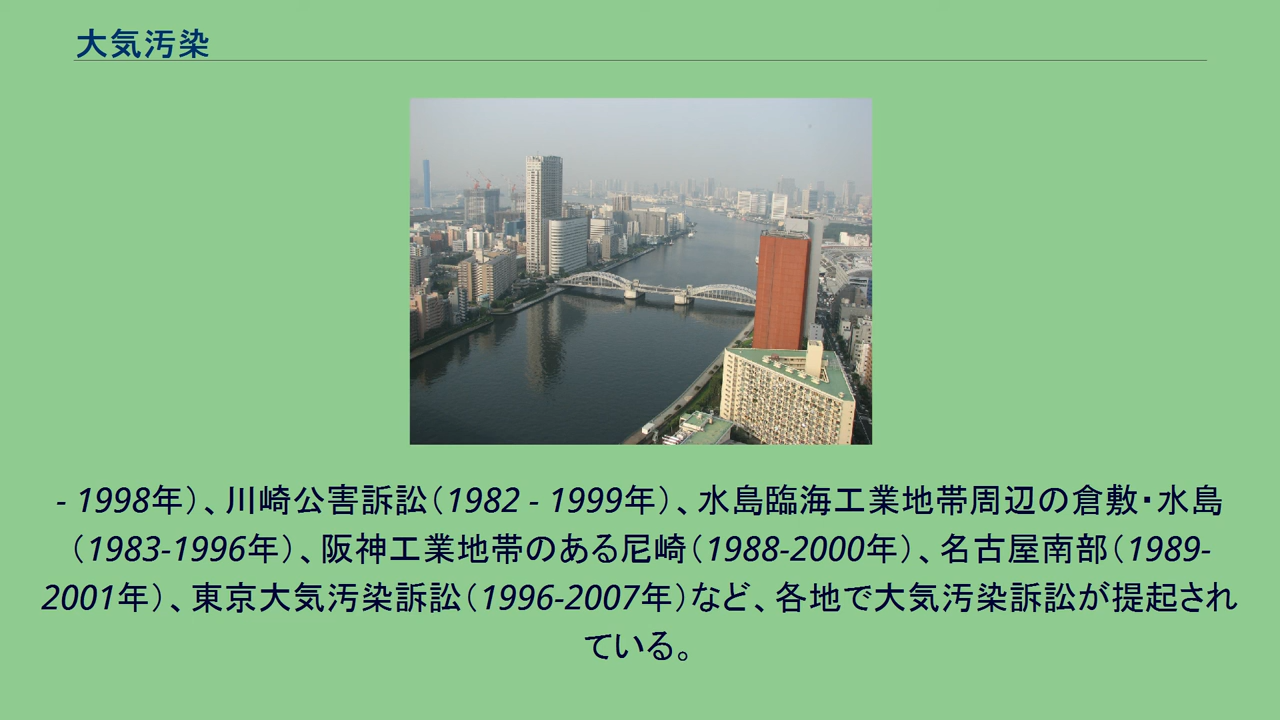 大気汚染
- 1998年）、川崎公害訴訟（1982 - 1999年）、水島臨海工業地帯周辺の倉敷・水島
（1983-1996年）、阪神工業地帯のある尼崎（1988-2000年）、名古屋南部（1989-
2001年）、東京大気汚染訴訟（1996-2007年）など、各地で大気汚染訴訟が提起され
ている。